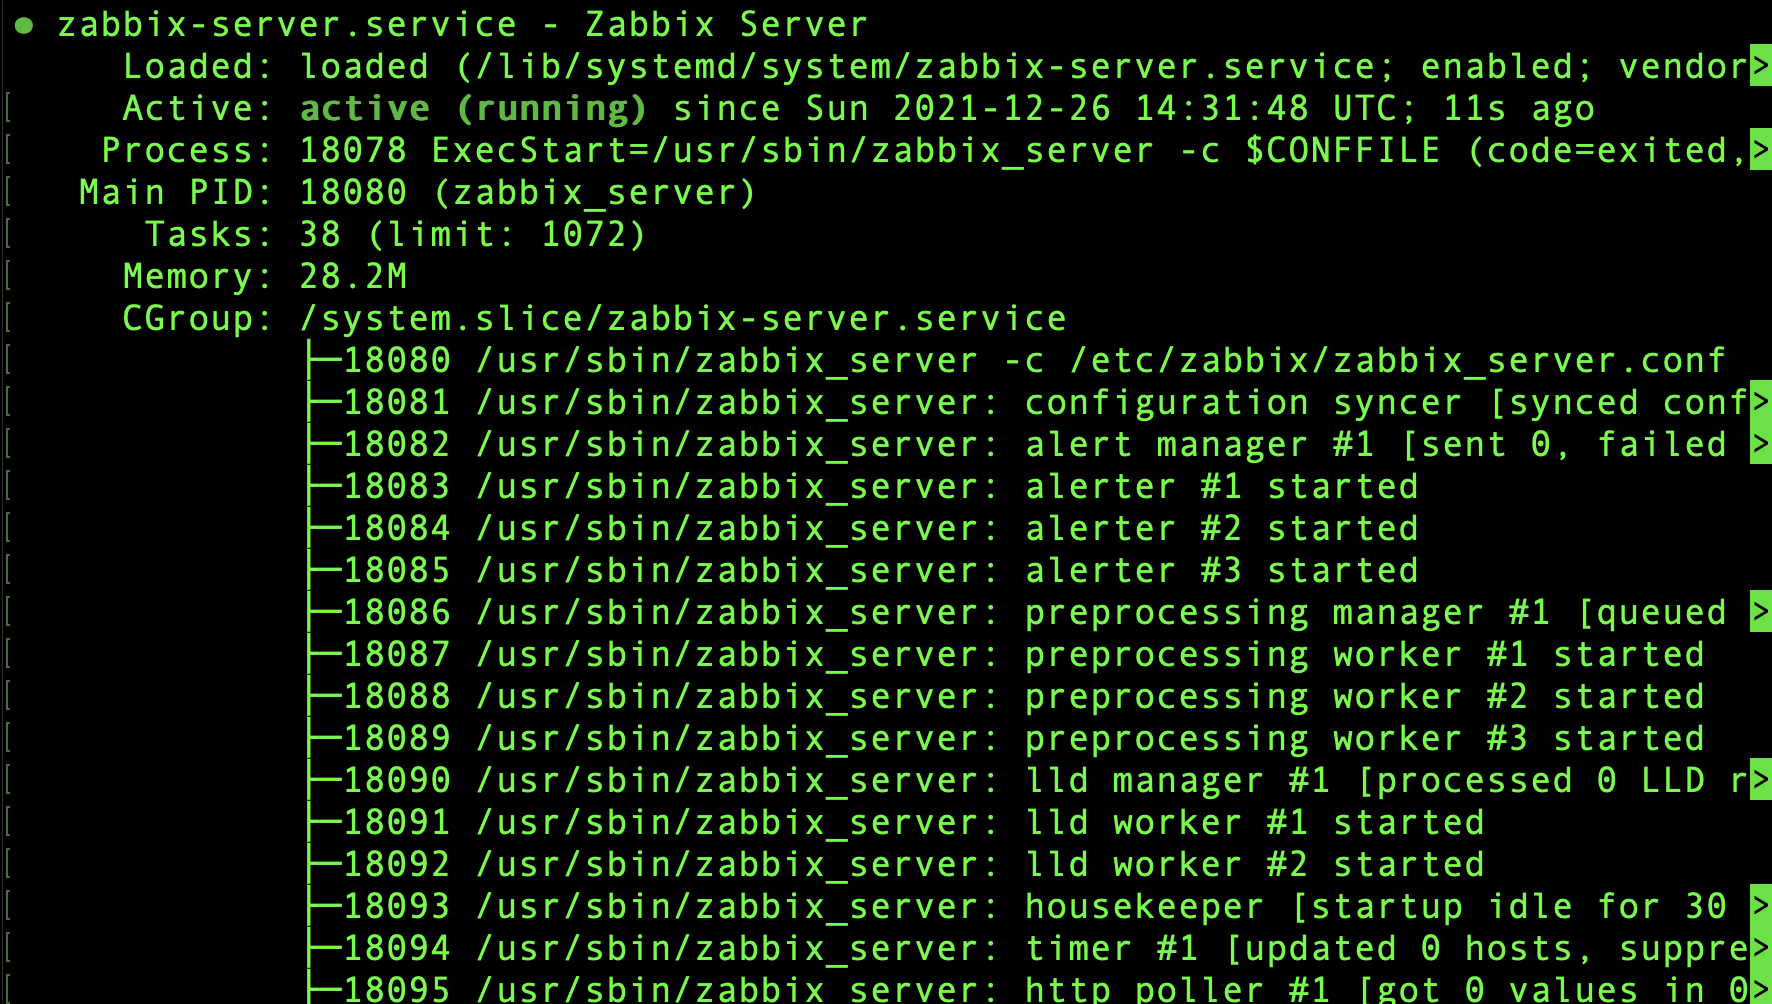 ● zabbix-server.service - Zabbix Server
Loaded: loaded (/lib/systemd/system/zabbix-server.service; enabled; vendor>
Active: active (running) since Sun 2021-12-26 14:31:48 UTC; 11s ago
Process: 18078 ExecStart=/usr/sbin/zabbix_server -c $CONFFILE (code=exited,>
Main PID: 18080 (zabbix_server)
Tasks: 38 (limit: 1072)
Memory: 28.2M
CGroup: /system.slice/zabbix-server.service
├─18080 /usr/sbin/zabbix_server -c /etc/zabbix/zabbix_server.conf
├─18081 /usr/sbin/zabbix_server: configuration syncer [synced conf>
├─18082 /usr/sbin/zabbix_server: alert manager #1 [sent 0, failed >
├─18083 /usr/sbin/zabbix_server: alerter #1 started
├─18084 /usr/sbin/zabbix_server: alerter #2 started
├─18085 /usr/sbin/zabbix_server: alerter #3 started
├─18086 /usr/sbin/zabbix_server: preprocessing manager #1 [queued >
├─18087 /usr/sbin/zabbix_server: preprocessing worker #1 started
├─18088 /usr/sbin/zabbix_server: preprocessing worker #2 started
├─18089 /usr/sbin/zabbix_server: preprocessing worker #3 started
├─18090 /usr/sbin/zabbix_server: lld manager #1 [processed 0 LLD r>
├─18091 /usr/sbin/zabbix_server: lld worker #1 started
├─18092 /usr/sbin/zabbix_server: lld worker #2 started
├─18093 /usr/sbin/zabbix_server: housekeeper [startup idle for 30 >
├─18094 /usr/sbin/zabbix_server: timer #1 [updated 0 hosts, suppre>
├─18095 /usr/sbin/zabbix_server: http poller #1 [got 0 values in 0>